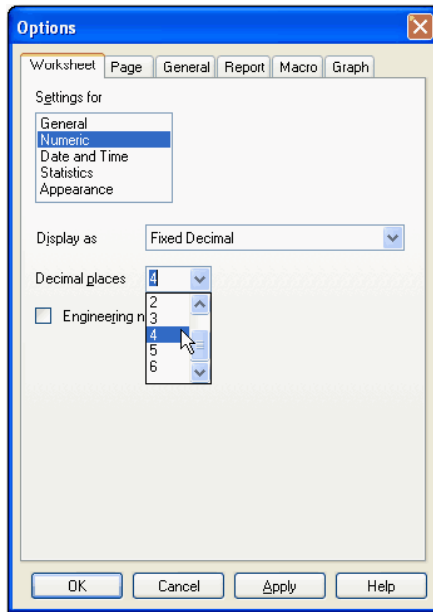 Options
Worksheet Page General Report Macro Graph
Settings for
General
Numeric
Date and Time
Statistics
Appearance
Display as Fixed Decimal
Decimal places 4
2
3
4
5
6
Engineering n
OK Cancel Apply Help